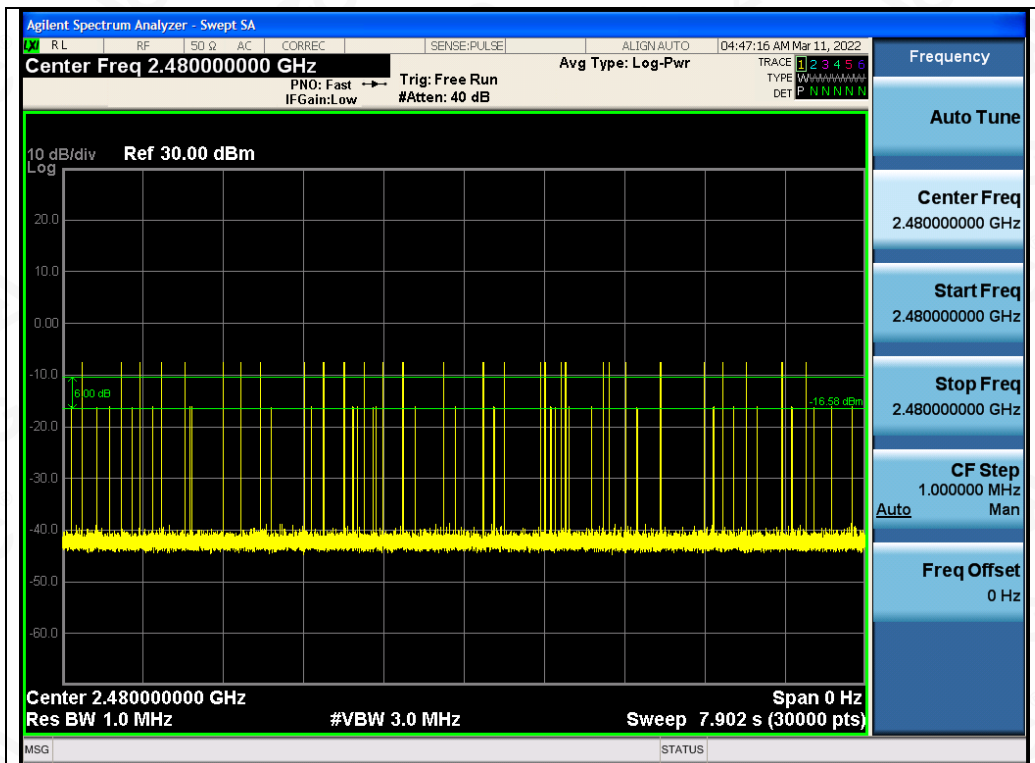 Agilent Spectrum Analyzer - Swept SA
LXI RL RF 50 Ω AC CORREC SENSE:PULSE ALIGN AUTO 04:47:16 AM Mar 11, 2022
Center Freq 2.480000000 GHz
PNO: Fast
IFGain:Low
Trig: Free Run
#Atten: 40 dB
Avg Type: Log-Pwr
TRACE 1 2 3 4 5 6
TYPE
DET P N N N N N
10 dB/div Ref 30.00 dBm
Log
20.0
10.0
0.00
-10.0
6.00 dB
-16.58 dBm
-20.0
-30.0
-40.0
-50.0
-60.0
Center 2.480000000 GHz Span 0 Hz
Res BW 1.0 MHz #VBW 3.0 MHz Sweep 7.902 s (30000 pts)
MSG STATUS
Frequency
Auto Tune
Center Freq
2.480000000 GHz
Start Freq
2.480000000 GHz
Stop Freq
2.480000000 GHz
CF Step
1.000000 MHz
Auto Man
Freq Offset
0 Hz